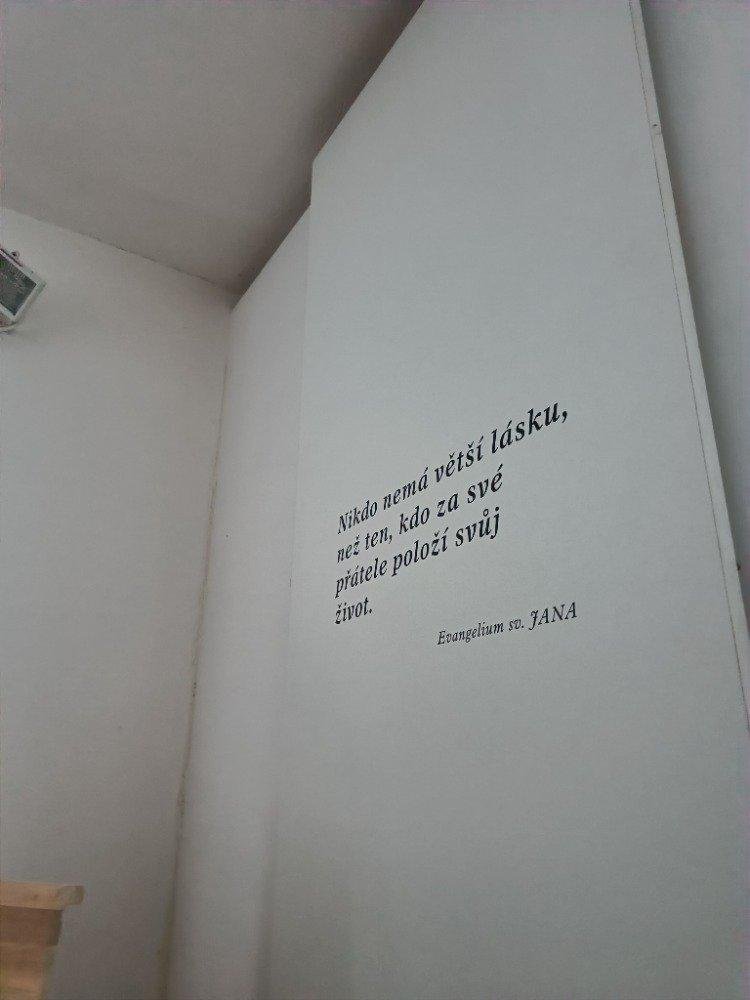 Nikdo nemá větší lásku,
než ten, kdo za své
přátele položí svůj
život.
Evangelium sv. JANA